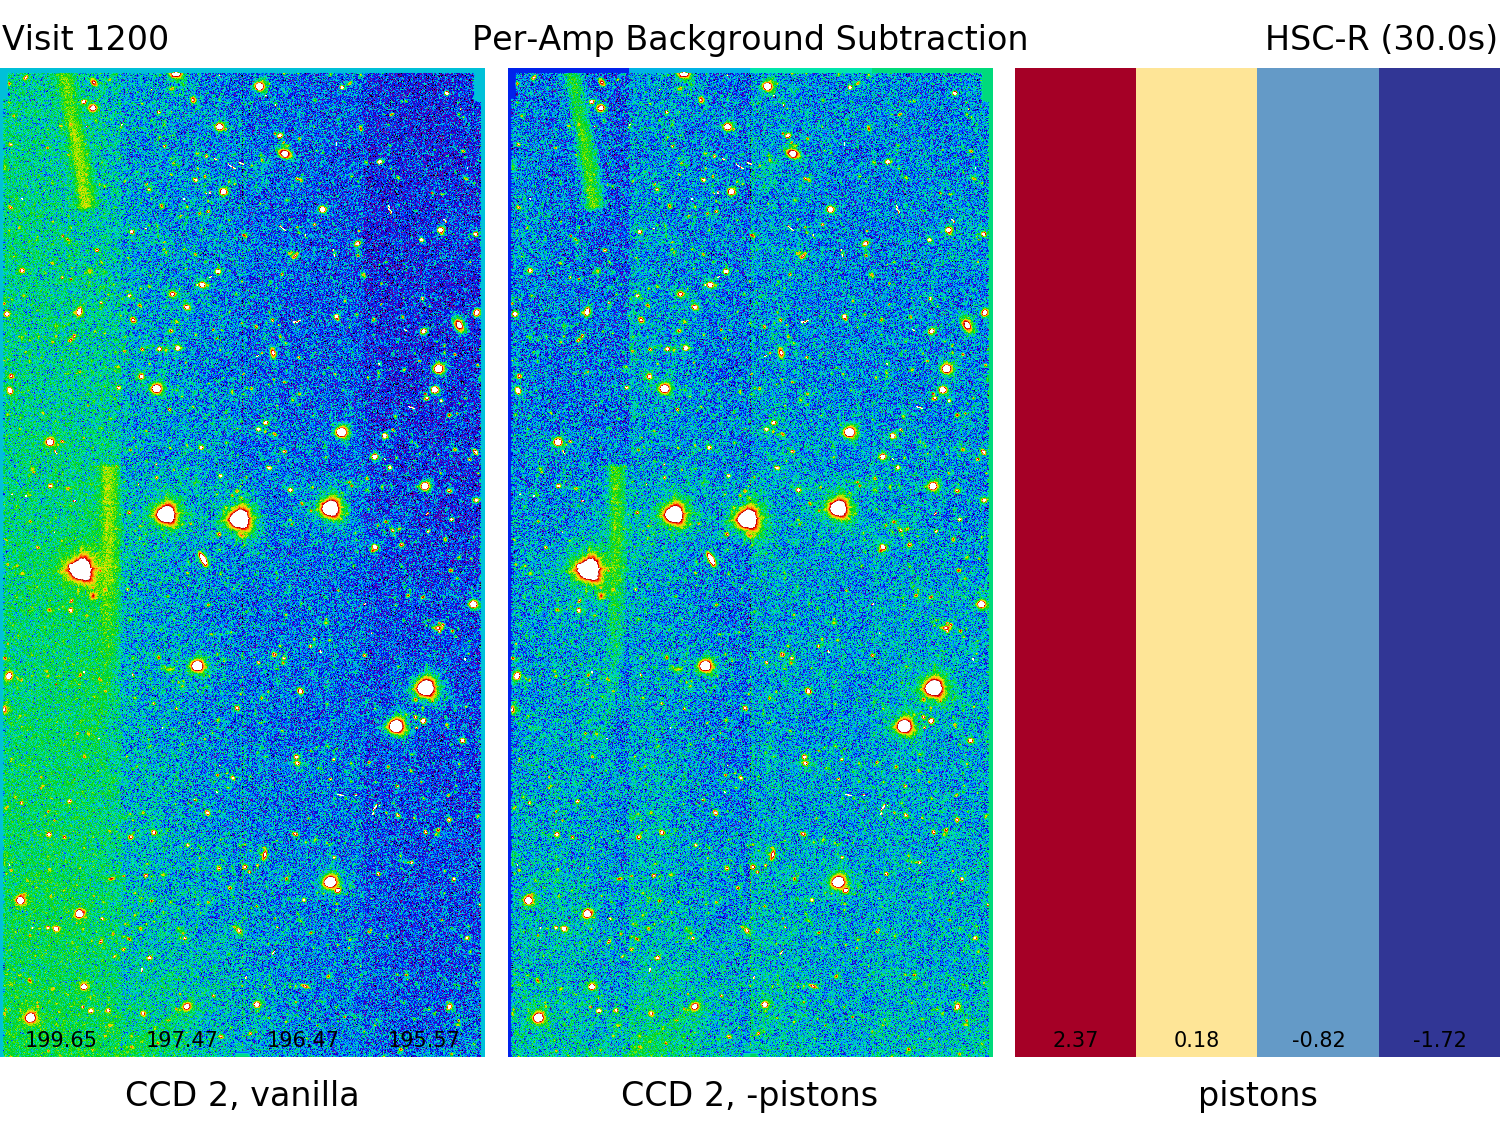 Visit 1200 Per-Amp Background Subtraction HSC-R (30.0s)
199.65 197.47 196.47 195.57 2.37 0.18 -0.82 -1.72
CCD 2, vanilla CCD 2, -pistons pistons